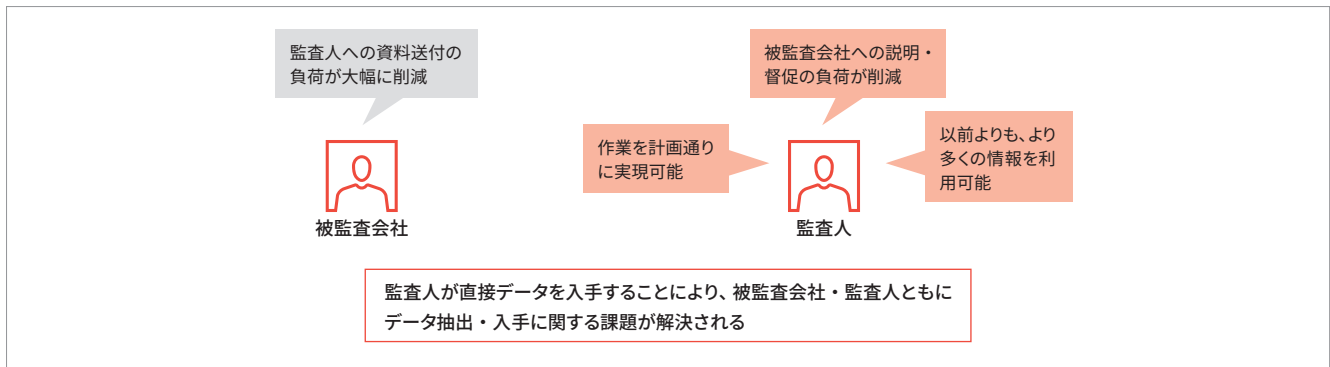 監査人への資料送付の
負荷が大幅に削減
被監査会社への説明・
督促の負荷が削減
作業を計画通り
に実現可能
以前よりも、より
多くの情報を利
用可能
被監査会社
監査人
監査人が直接データを入手することにより、被監査会社・監査人ともに
データ抽出・入手に関する課題が解決される